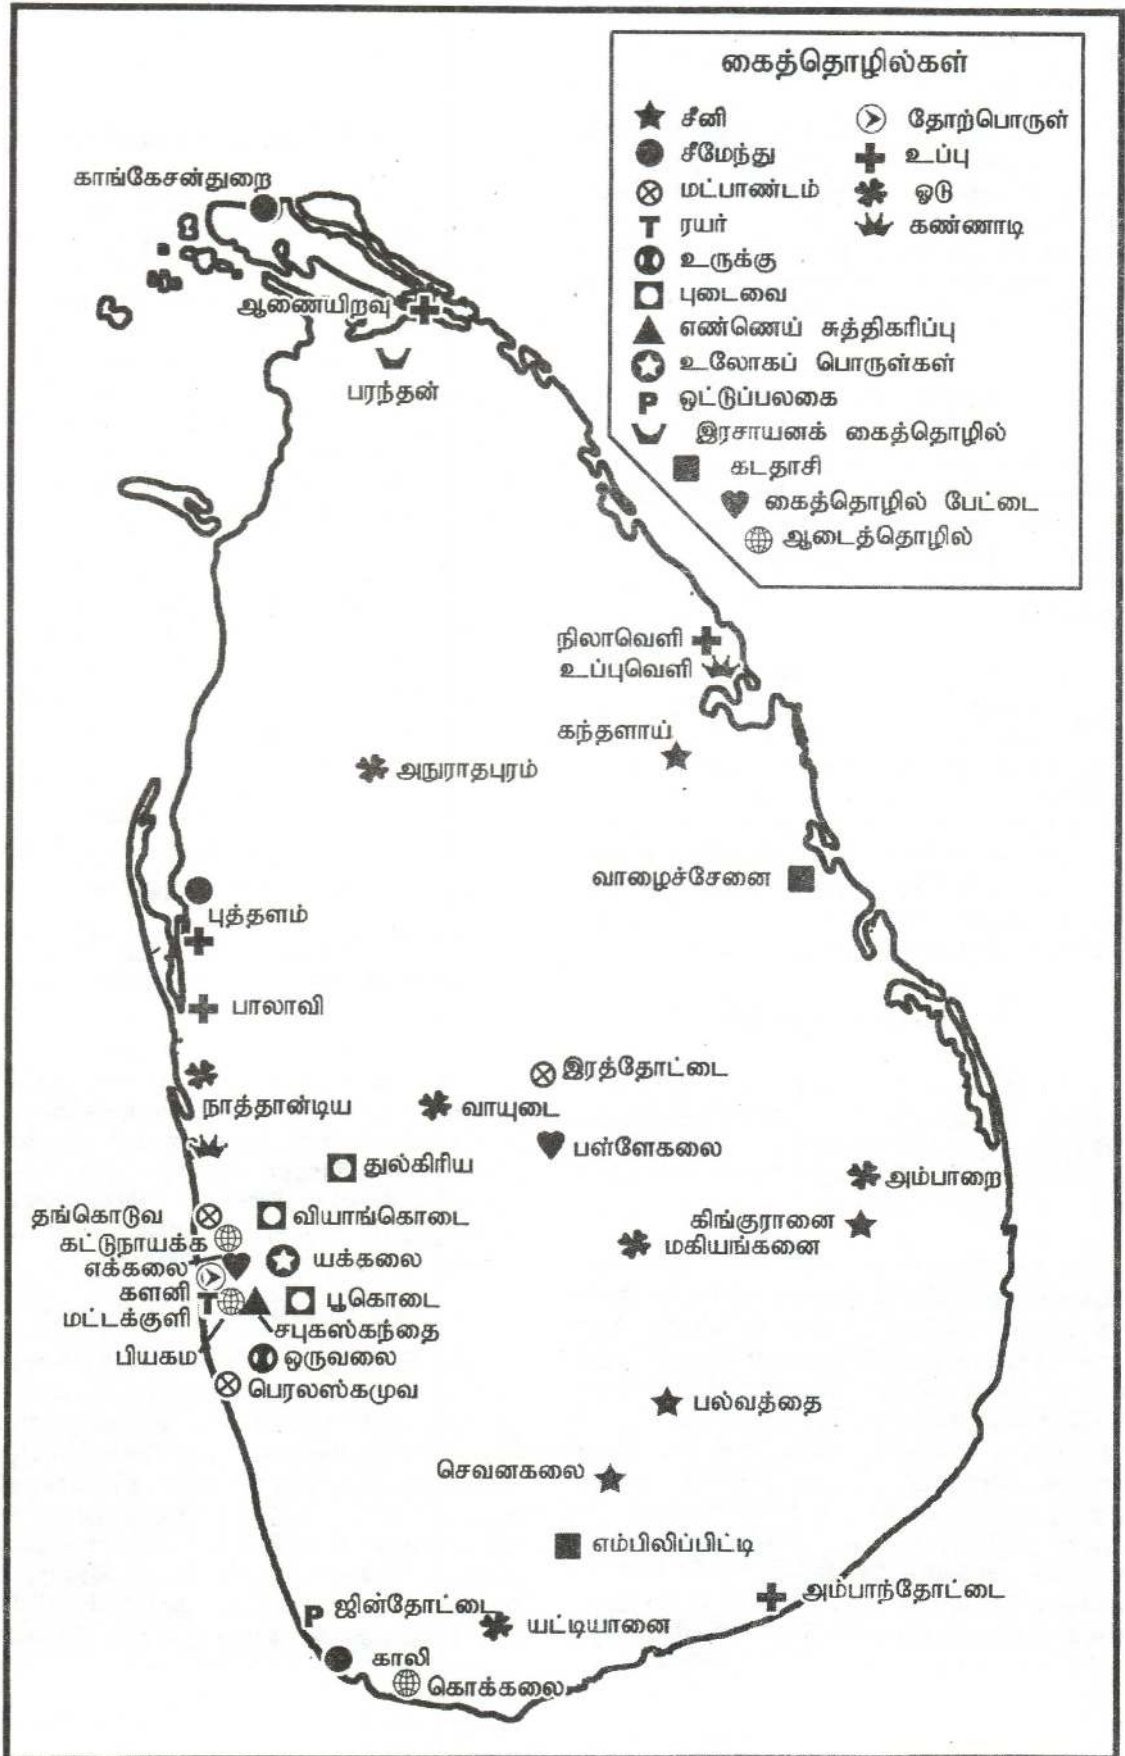 கைத்தொழில்கள்
சீனி
தோற்பொருள்
சீமேந்து
உப்பு
மட்பாண்டம்
ஓடு
T ரயர்
கண்ணாடி
உருக்கு
புடைவை
எண்ணெய் சுத்திகரிப்பு
உலோகப் பொருள்கள்
P ஒட்டுப்பலகை
இரசாயனக் கைத்தொழில்
கடதாசி
கைத்தொழில் பேட்டை
ஆடைத்தொழில்
காங்கேசன்துறை
ஆணையிறவு
பரந்தன்
நிலாவெளி
உப்புவெளி
கந்தளாய்
அநுராதபுரம்
வாழைச்சேனை
புத்தளம்
பாலாவி
இரத்தோட்டை
நாத்தான்டிய
வாயுடை
பள்ளேகலை
துல்கிரிய
அம்பாறை
தங்கொடுவ
வியாங்கொடை
கிங்குரானை
கட்டுநாயக்க
மகியங்கனை
எக்கலை
யக்கலை
களனி
T
பூகொடை
மட்டக்குளி
சபுகஸ்கந்தை
பியகம
ஒருவலை
பெரலஸ்கமுவ
பல்வத்தை
செவனகலை
எம்பிலிப்பிட்டி
அம்பாந்தோட்டை
P ஜின்தோட்டை
யட்டியானை
காலி
கொக்கலை